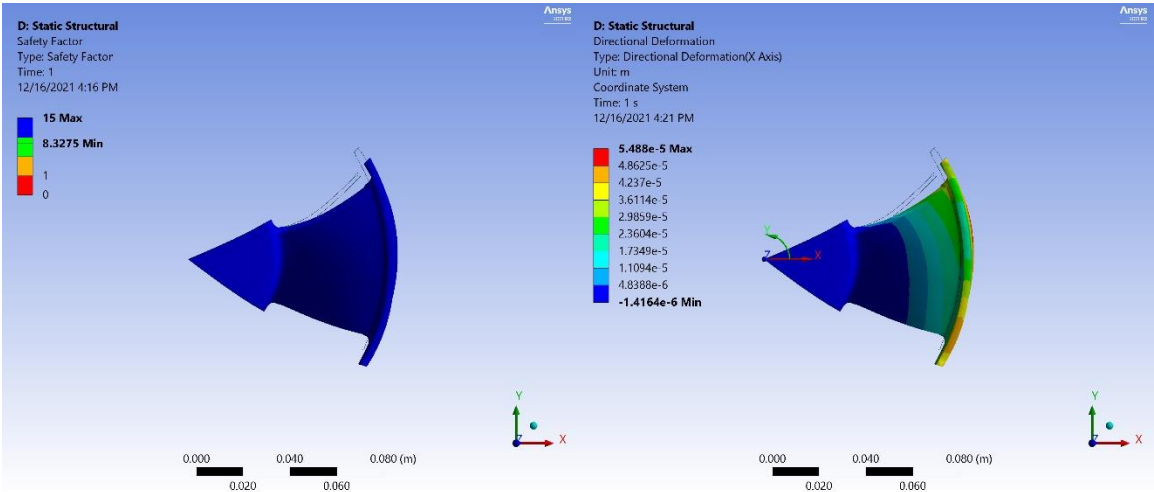 Ansys
D: Static Structural
Safety Factor
Type: Safety Factor
Time: 1
12/16/2021 4:16 PM
15 Max
8.3275 Min
1
0
Y
Z
X
0.000
0.040
0.080 (m)
0.020
0.060
Ansys
D: Static Structural
Directional Deformation
Type: Directional Deformation(X Axis)
Unit: m
Coordinate System
Time: 1 s
12/16/2021 4:21 PM
5.488e-5 Max
4.8625e-5
4.237e-5
3.6114e-5
2.9859e-5
2.3604e-5
1.7349e-5
1.1094e-5
4.8388e-6
-1.4164e-6 Min
Y
Z
X
Y
Z
X
0.000
0.040
0.080 (m)
0.020
0.060